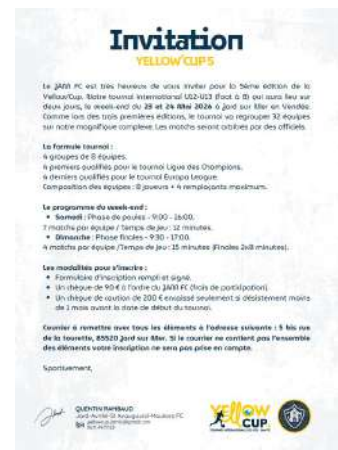 Invitation
YELLOW'CUP 5
Le JAM FC est très heureux de vous inviter pour la 5ème édition de la
Yellow'Cup. Notre tournoi international U12-U13 (foot à 8) qui aura lieu sur
deux jours, le week-end du 23 et 24 Mai 2026 à Jard sur Mer en Vendée.
Comme lors des trois premières éditions, le tournoi va regrouper 32 équipes
sur notre magnifique complexe. Les matchs seront arbitrés par des officiels.
La formule tournoi :
4 groupes de 8 équipes.
4 premiers qualifiés pour le tournoi Ligue des Champions.
4 derniers qualifiés pour le tournoi Europa League.
Composition des équipes : 8 joueurs + 4 remplaçants maximum.
Le programme du week-end :
• Samedi : Phase de poules - 9:00 - 18:00.
7 matchs par équipe / Temps de jeu : 12 minutes.
• Dimanche : Phase finales - 9:30 - 17:00.
4 matchs par équipe / Temps de jeu : 15 minutes (Finales 2x8 minutes).
Les modalités pour s'inscrire :
• Formulaire d'inscription rempli et signé.
• Un chèque de 90 € à l'ordre du JAM FC (frais de participation).
• Un chèque de caution de 200 € encaissé seulement si désistement moins
de 1 mois avant la date de début du tournoi.
Courrier à remettre avec tous les éléments à l'adresse suivante : 5 bis rue
de la tourette, 85520 Jard sur Mer. Si le courrier ne contient pas l'ensemble
des éléments votre inscription ne sera pas prise en compte.
Sportivement,
QUENTIN RAMBAUD
YELLOW
CUP